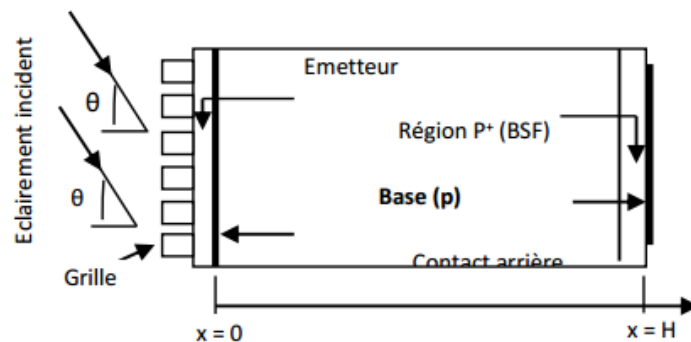 Eclairement incident
θ
θ
Grille
Emetteur
Région P⁺ (BSF)
Base (p)
Contact arrière
x = 0
x = H